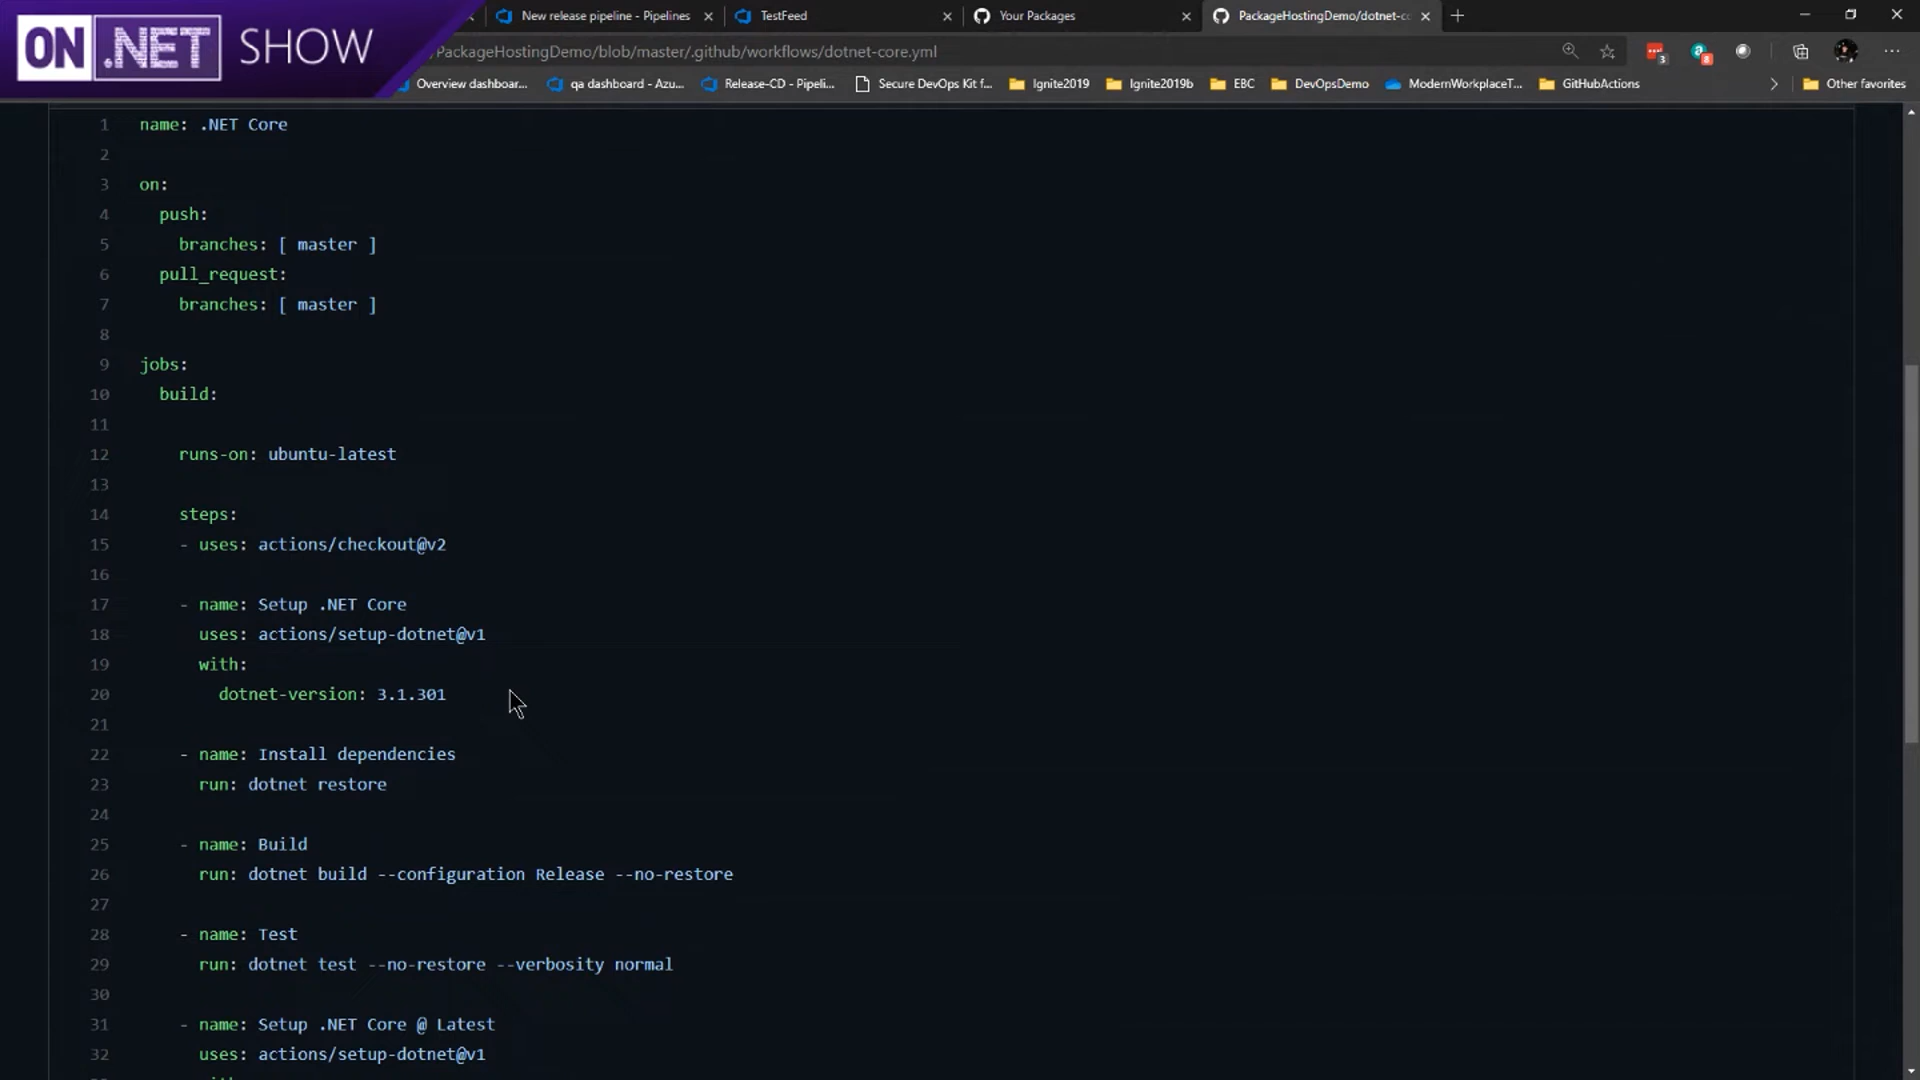 ON .NET SHOW
New release pipeline - Pipelines
TestFeed
Your Packages
PackageHostingDemo/dotnet-c
PackageHostingDemo/blob/master/.github/workflows/dotnet-core.yml
3
8
Overview dashboar...
qa dashboard - Azu...
Release-CD - Pipeli...
Secure DevOps Kit f...
Ignite2019
Ignite2019b
EBC
DevOpsDemo
ModernWorkplaceT...
GitHubActions
Other favorites
1 name: .NET Core
2
3 on:
4 push:
5 branches: [ master ]
6 pull_request:
7 branches: [ master ]
8
9 jobs:
10 build:
11
12 runs-on: ubuntu-latest
13
14 steps:
15 - uses: actions/checkout@v2
16
17 - name: Setup .NET Core
18 uses: actions/setup-dotnet@v1
19 with:
20 dotnet-version: 3.1.301
21
22 - name: Install dependencies
23 run: dotnet restore
24
25 - name: Build
26 run: dotnet build --configuration Release --no-restore
27
28 - name: Test
29 run: dotnet test --no-restore --verbosity normal
30
31 - name: Setup .NET Core @ Latest
32 uses: actions/setup-dotnet@v1